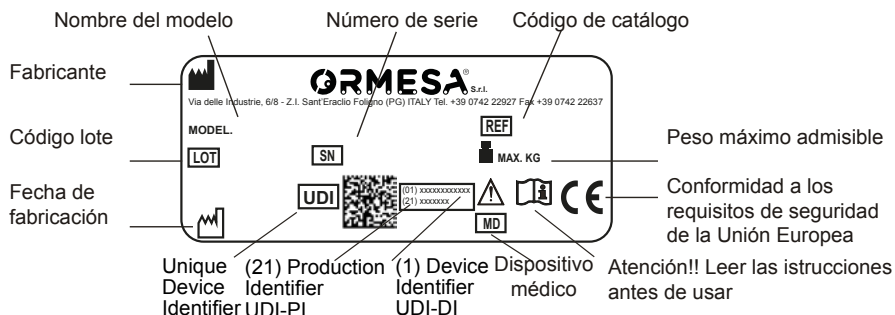 Nombre del modelo
Número de serie
Código de catálogo
Fabricante
ORMESA® S.r.l.
Via delle Industrie, 6/8 - Z.I. Sant'Eraclio Foligno (PG) ITALY Tel. +39 0742 22927 Fax +39 0742 22637
MODEL.
REF
Código lote
LOT
SN
MAX. KG
Peso máximo admisible
Fecha de
fabricación
UDI
(01) xxxxxxxxxxxx
(21) xxxxxxx
MD
CE
Conformidad a los
requisitos de seguridad
de la Unión Europea
Unique
Device
Identifier
(21) Production
Identifier
UDI-PI
(1) Device
Identifier
UDI-DI
Dispositivo
médico
Atención!! Leer las istrucciones
antes de usar